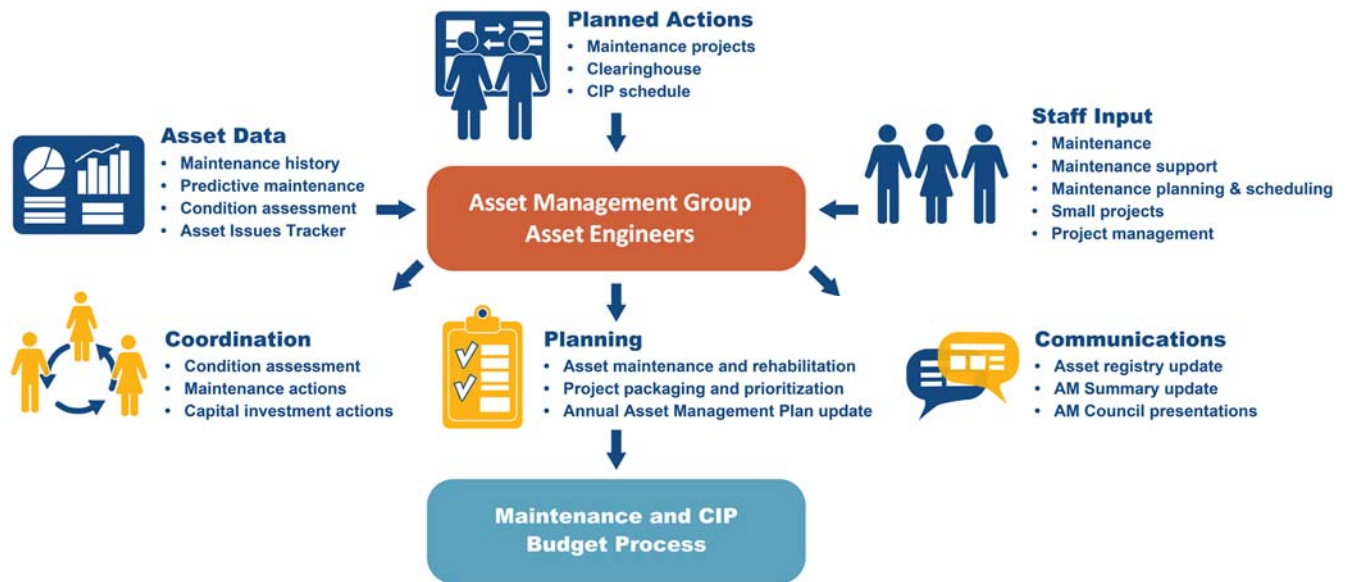 Planned Actions
• Maintenance projects
• Clearinghouse
• CIP schedule
Asset Data
• Maintenance history
• Predictive maintenance
• Condition assessment
• Asset Issues Tracker
Asset Management Group
Asset Engineers
Staff Input
• Maintenance
• Maintenance support
• Maintenance planning & scheduling
• Small projects
• Project management
Coordination
• Condition assessment
• Maintenance actions
• Capital investment actions
Planning
• Asset maintenance and rehabilitation
• Project packaging and prioritization
• Annual Asset Management Plan update
Communications
• Asset registry update
• AM Summary update
• AM Council presentations
Maintenance and CIP
Budget Process